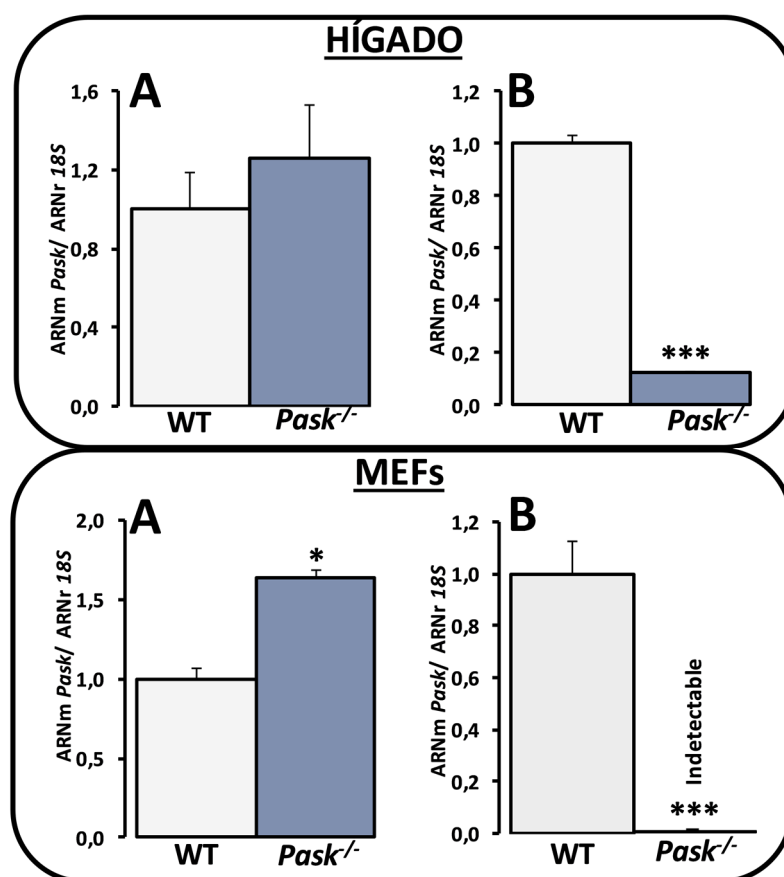 HÍGADO
A
ARNm Pask/ ARNr 18S
1,6
1,2
0,8
0,4
0,0
WT
Pask-/-
B
ARNm Pask/ ARNr 18S
1,2
1,0
0,8
0,6
0,4
0,2
0,0
***
WT
Pask-/-
MEFs
A
ARNm Pask/ ARNr 18S
2,0
1,5
1,0
0,5
0,0
*
WT
Pask-/-
B
ARNm Pask/ ARNr 18S
1,2
1,0
0,8
0,6
0,4
0,2
0,0
Indetectable
***
WT
Pask-/-